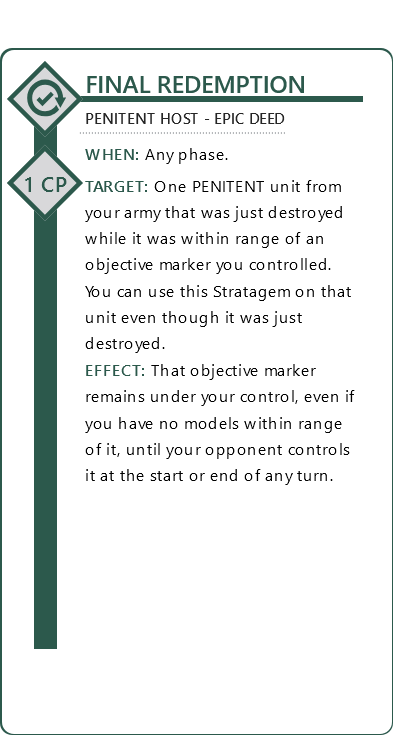 FINAL REDEMPTION
PENITENT HOST - EPIC DEED
WHEN: Any phase.
1 CP
TARGET: One PENITENT unit from
your army that was just destroyed
while it was within range of an
objective marker you controlled.
You can use this Stratagem on that
unit even though it was just
destroyed.
EFFECT: That objective marker
remains under your control, even if
you have no models within range
of it, until your opponent controls
it at the start or end of any turn.